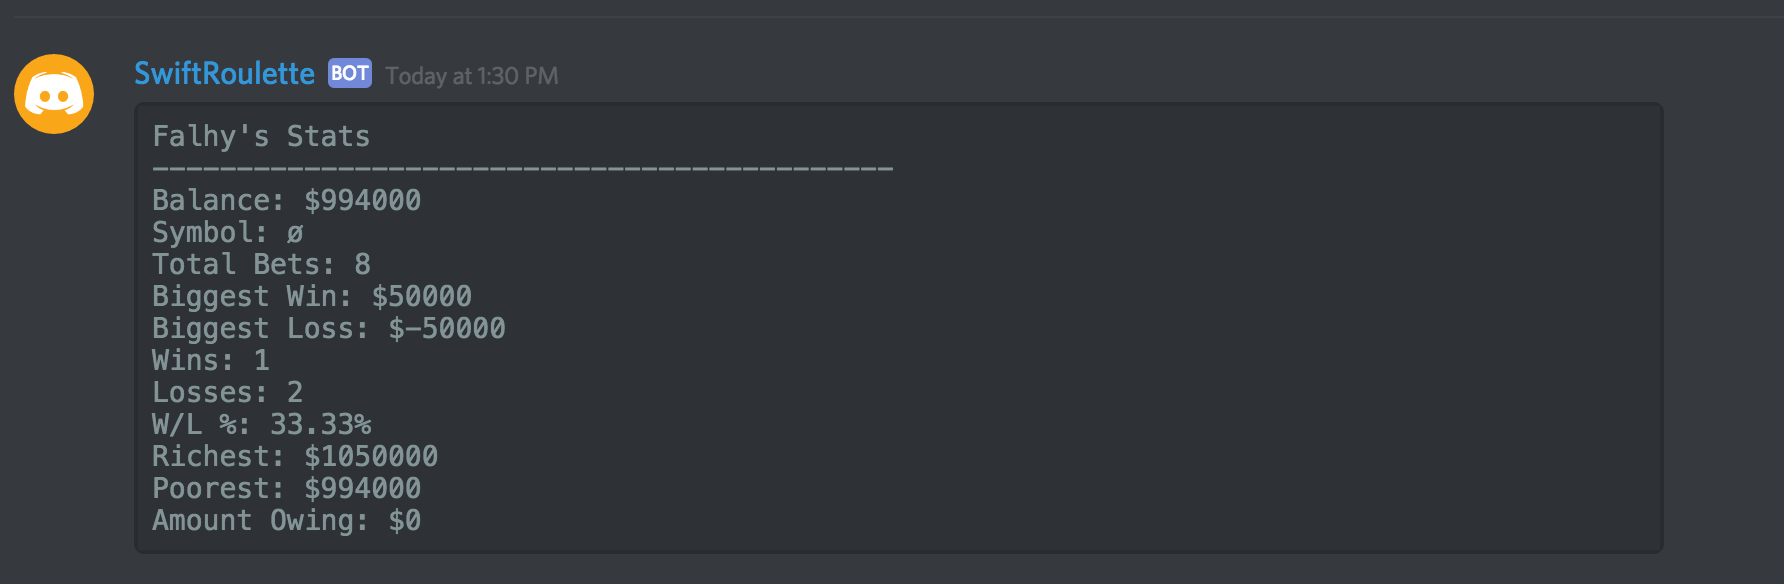 SwiftRoulette BOT Today at 1:30 PM
Falhy's Stats
--------------------------------------------
Balance: $994000
Symbol: ø
Total Bets: 8
Biggest Win: $50000
Biggest Loss: $-50000
Wins: 1
Losses: 2
W/L %: 33.33%
Richest: $1050000
Poorest: $994000
Amount Owing: $0